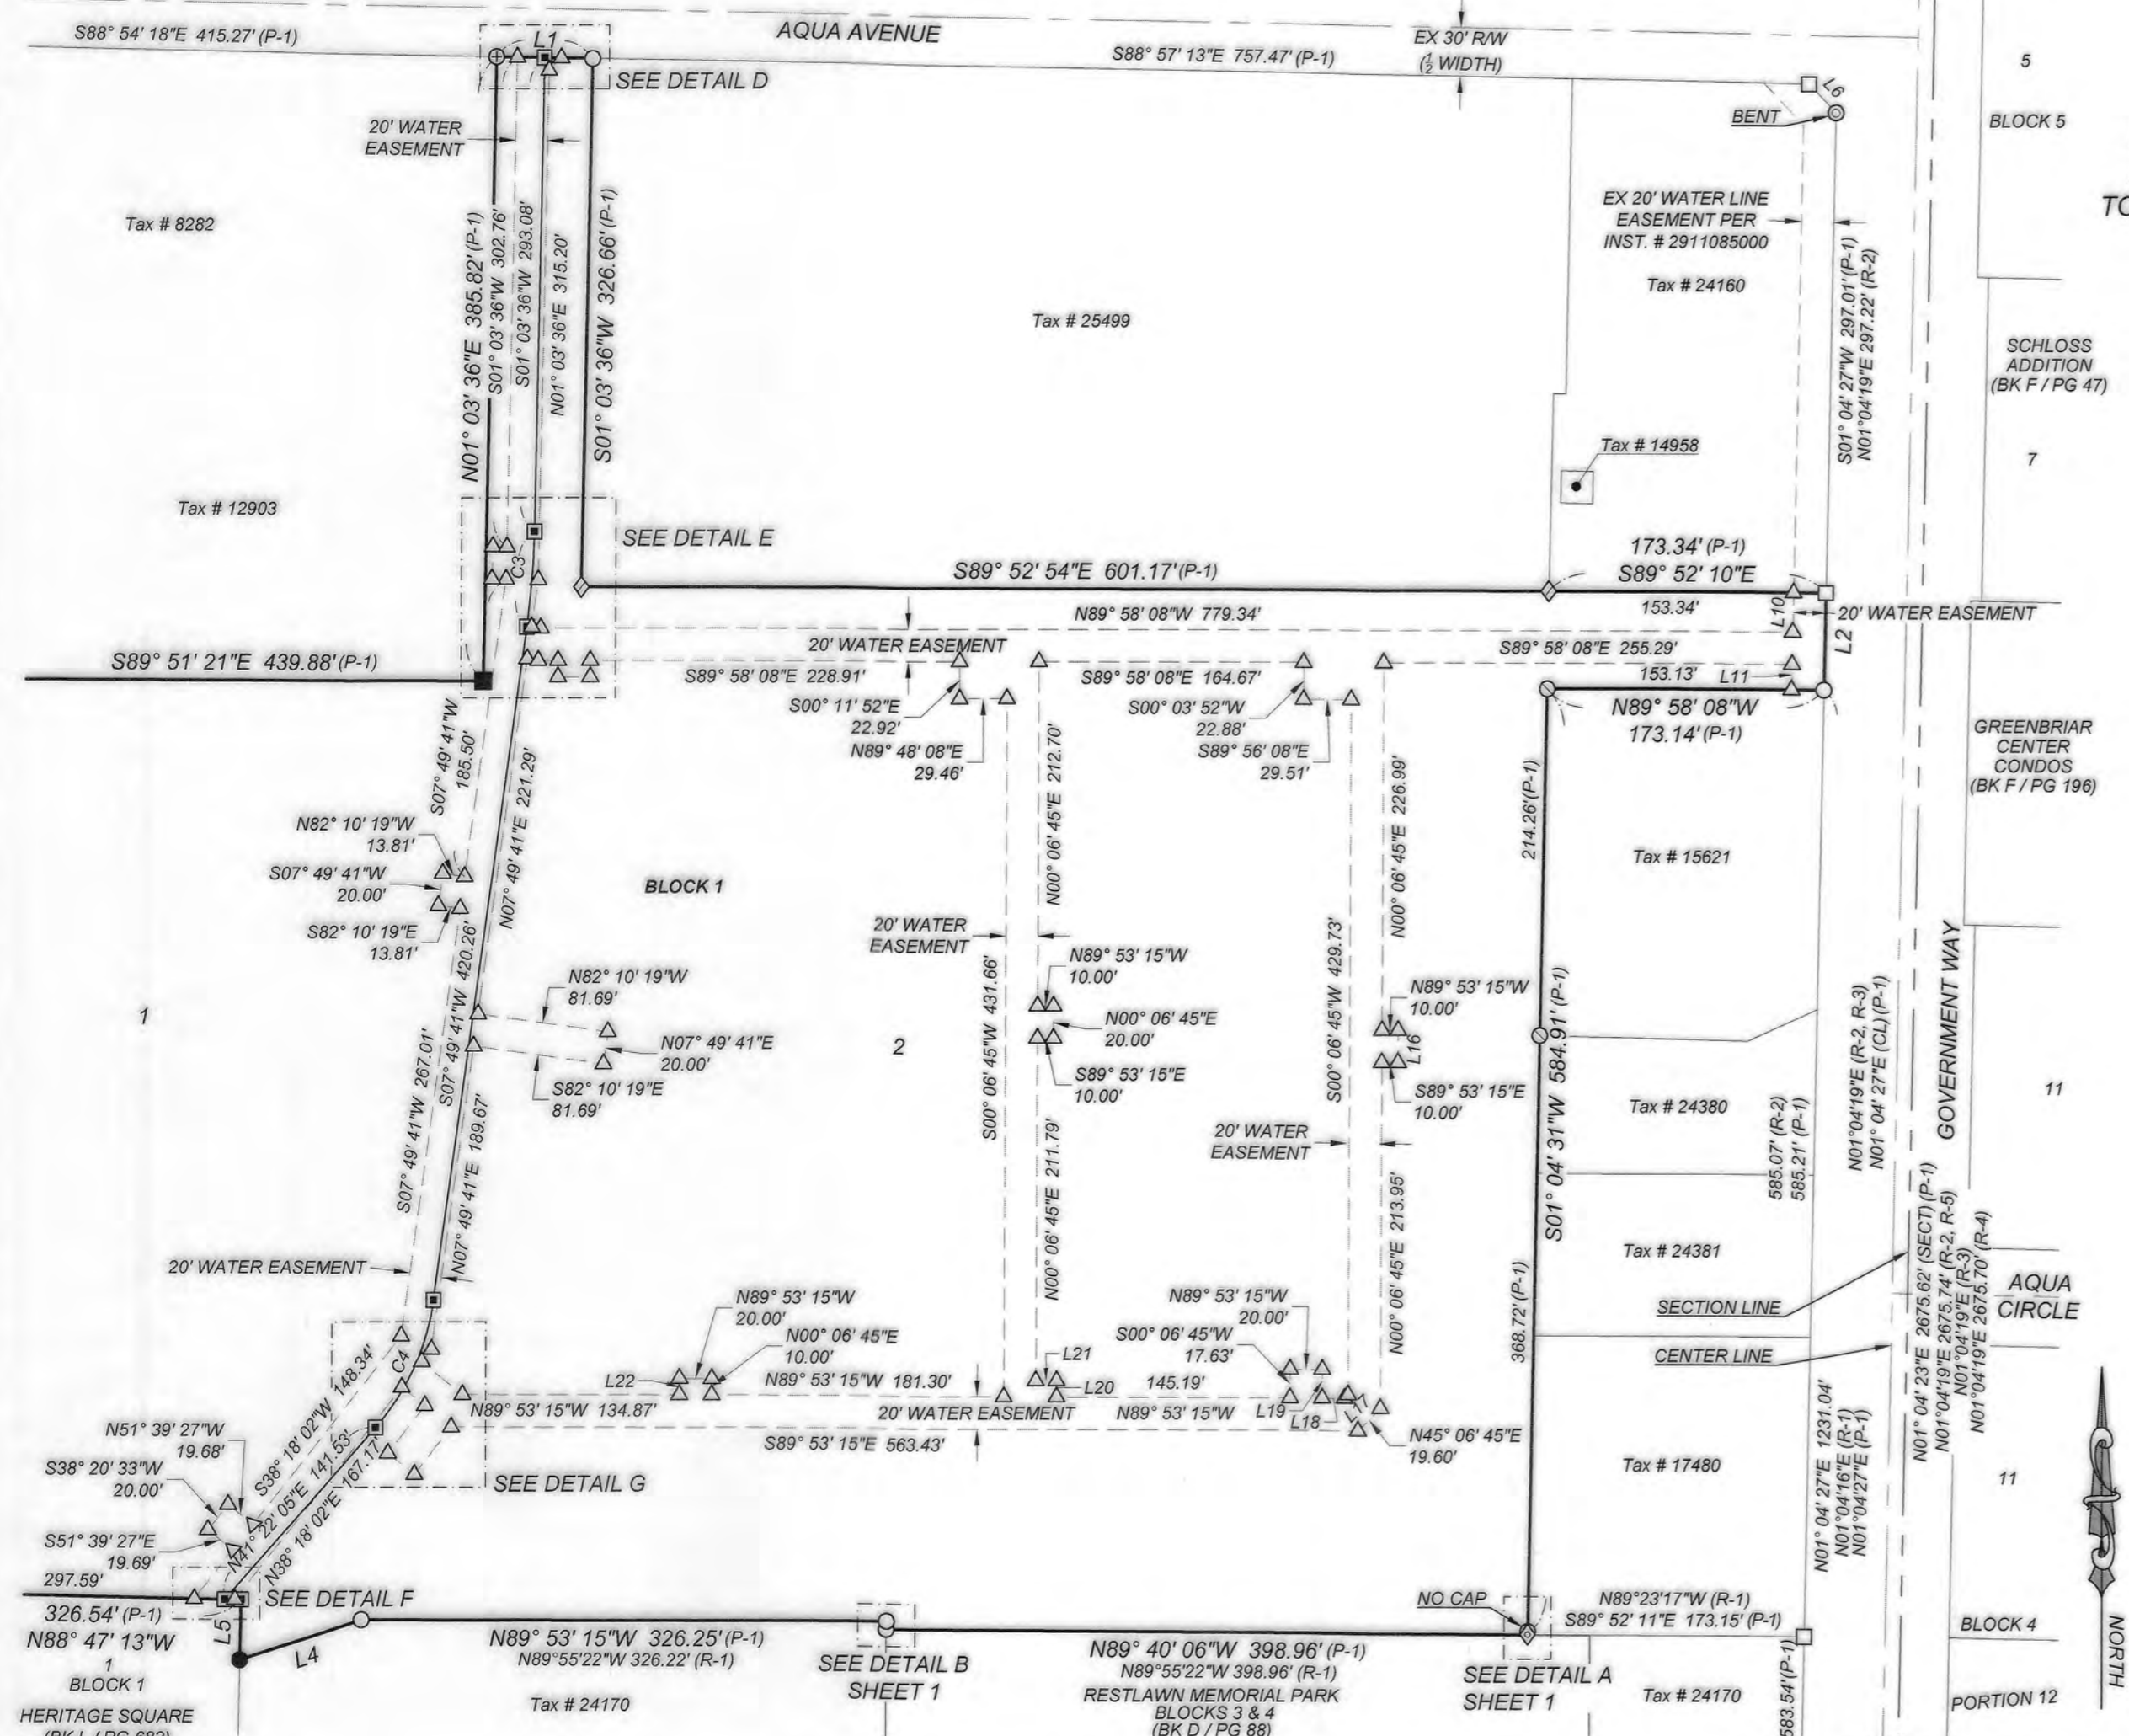 S88° 54' 18"E 415.27' (P-1)
L1
AQUA AVENUE
S88° 57' 13"E 757.47' (P-1)
EX 30' R/W
(½ WIDTH)
SEE DETAIL D
L6
BENT
5
BLOCK 5
20' WATER
EASEMENT
Tax # 8282
N01° 03' 36"E 385.82' (P-1)
S01° 03' 36"W 302.76'
S01° 03' 36"W 293.08'
N01° 03' 36"E 315.20'
S01° 03' 36"W 326.66' (P-1)
EX 20' WATER LINE
EASEMENT PER
INST. # 2911085000
Tax # 24160
TO
Tax # 25499
S01° 04' 27"W 297.01' (P-1)
N01°04'19"E 297.22' (R-2)
SCHLOSS
ADDITION
(BK F / PG 47)
7
Tax # 14958
Tax # 12903
SEE DETAIL E
C3
S89° 52' 54"E 601.17' (P-1)
173.34' (P-1)
S89° 52' 10"E
N89° 58' 08"W 779.34'
153.34'
L10
20' WATER EASEMENT
L2
20' WATER EASEMENT
S89° 58' 08"E 255.29'
S89° 51' 21"E 439.88' (P-1)
S89° 58' 08"E 228.91'
S89° 58' 08"E 164.67'
153.13'
L11
S00° 11' 52"E
22.92'
N89° 48' 08"E
29.46'
S00° 03' 52"W
22.88'
S89° 56' 08"E
29.51'
N89° 58' 08"W
173.14' (P-1)
GREENBRIAR
CENTER
CONDOS
(BK F / PG 196)
S07° 49' 41"W
185.50'
N07° 49' 41"E 221.29'
N00° 06' 45"E 212.70'
N00° 06' 45"E 226.99'
214.26' (P-1)
N82° 10' 19"W
13.81'
S07° 49' 41"W
20.00'
S82° 10' 19"E
13.81'
BLOCK 1
Tax # 15621
20' WATER
EASEMENT
N89° 53' 15"W
10.00'
N00° 06' 45"E
20.00'
S89° 53' 15"E
10.00'
S07° 49' 41"W 420.26'
S07° 49' 41"W 267.01'
N82° 10' 19"W
81.69'
N07° 49' 41"E
20.00'
S82° 10' 19"E
81.69'
1
2
S00° 06' 45"W 431.66'
S00° 06' 45"W 429.73'
N89° 53' 15"W
10.00'
L16
S89° 53' 15"E
10.00'
S01° 04' 31"W 584.91' (P-1)
GOVERNMENT WAY
N01°04'19"E (R-2, R-3)
N01° 04' 27"E (CL)(P-1)
11
Tax # 24380
585.07' (R-2)
585.21' (P-1)
N07° 49' 41"E 189.67'
N00° 06' 45"E 211.79'
20' WATER
EASEMENT
N00° 06' 45"E 213.95'
Tax # 24381
368.72' (P-1)
N01° 04' 23"E 2675.62' (SECT) (P-1)
N01°04'19"E 2675.74' (R-2, R-5)
N01°04'19"E (R-3)
N01°04'19"E 2675.70' (R-4)
AQUA
CIRCLE
SECTION LINE
CENTER LINE
20' WATER EASEMENT
N89° 53' 15"W
20.00'
N00° 06' 45"E
10.00'
L22
N89° 53' 15"W 181.30'
L21
L20
N89° 53' 15"W
20.00'
S00° 06' 45"W
17.63'
145.19'
N89° 53' 15"W
L19
L18
L17
C4
N89° 53' 15"W 134.87'
20' WATER EASEMENT
S89° 53' 15"E 563.43'
N45° 06' 45"E
19.60'
Tax # 17480
N01° 04' 27"E 1231.04'
N01°04'16"E (R-1)
N01°04'27"E (P-1)
11
S38° 18' 02"W 148.34'
N41° 22' 05"E 141.53'
N38° 18' 02"E 167.17'
SEE DETAIL G
N51° 39' 27"W
19.68'
S38° 20' 33"W
20.00'
S51° 39' 27"E
19.69'
297.59'
326.54' (P-1)
N88° 47' 13"W
SEE DETAIL F
L5
L4
N89° 53' 15"W 326.25' (P-1)
N89°55'22"W 326.22' (R-1)
SEE DETAIL B
SHEET 1
N89° 40' 06"W 398.96' (P-1)
N89°55'22"W 398.96' (R-1)
NO CAP
N89°23'17"W (R-1)
S89° 52' 11"E 173.15' (P-1)
SEE DETAIL A
SHEET 1
BLOCK 4
1
BLOCK 1
HERITAGE SQUARE
(BK L / PG 682)
Tax # 24170
RESTLAWN MEMORIAL PARK
BLOCKS 3 & 4
(BK D / PG 88)
Tax # 24170
583.54' (P-1)
PORTION 12
NORTH